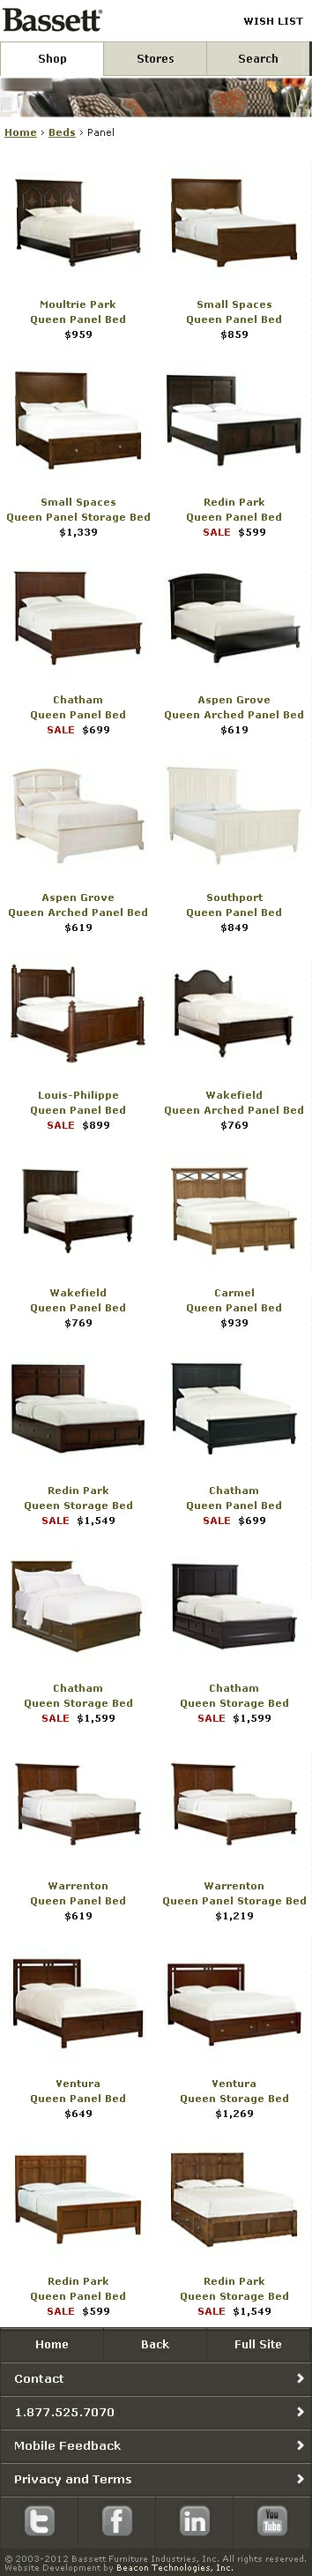 Bassett®
WISH LIST
Shop Stores Search
Home > Beds > Panel
Moultrie Park
Queen Panel Bed
$959
Small Spaces
Queen Panel Bed
$859
Small Spaces
Queen Panel Storage Bed
$1,339
Redin Park
Queen Panel Bed
SALE $599
Chatham
Queen Panel Bed
SALE $699
Aspen Grove
Queen Arched Panel Bed
$619
Aspen Grove
Queen Arched Panel Bed
$619
Southport
Queen Panel Bed
$849
Louis-Philippe
Queen Panel Bed
SALE $899
Wakefield
Queen Arched Panel Bed
$769
Wakefield
Queen Panel Bed
$769
Carmel
Queen Panel Bed
$939
Redin Park
Queen Storage Bed
SALE $1,549
Chatham
Queen Panel Bed
SALE $699
Chatham
Queen Storage Bed
SALE $1,599
Chatham
Queen Storage Bed
SALE $1,599
Warrenton
Queen Panel Bed
$619
Warrenton
Queen Panel Storage Bed
$1,219
Ventura
Queen Panel Bed
$649
Ventura
Queen Storage Bed
$1,269
Redin Park
Queen Panel Bed
SALE $599
Redin Park
Queen Storage Bed
SALE $1,549
Home Back Full Site
Contact
1.877.525.7070
Mobile Feedback
Privacy and Terms
You Tube
© 2003-2012 Bassett Furniture Industries, Inc. All rights reserved.
Website Development by Beacon Technologies, Inc.